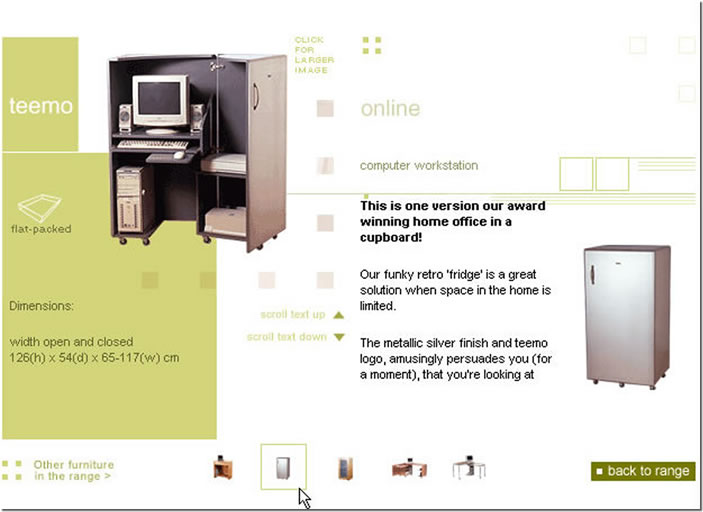 CLICK
FOR
LARGER
IMAGE
teemo
online
computer workstation
flat-packed
This is one version our award
winning home office in a
cupboard!
Our funky retro 'fridge' is a great
solution when space in the home is
limited.
Dimensions:
width open and closed
126(h) x 54(d) x 65-117(w) cm
scroll text up
scroll text down
The metallic silver finish and teemo
logo, amusingly persuades you (for
a moment), that you're looking at
Other furniture
in the range >
back to range